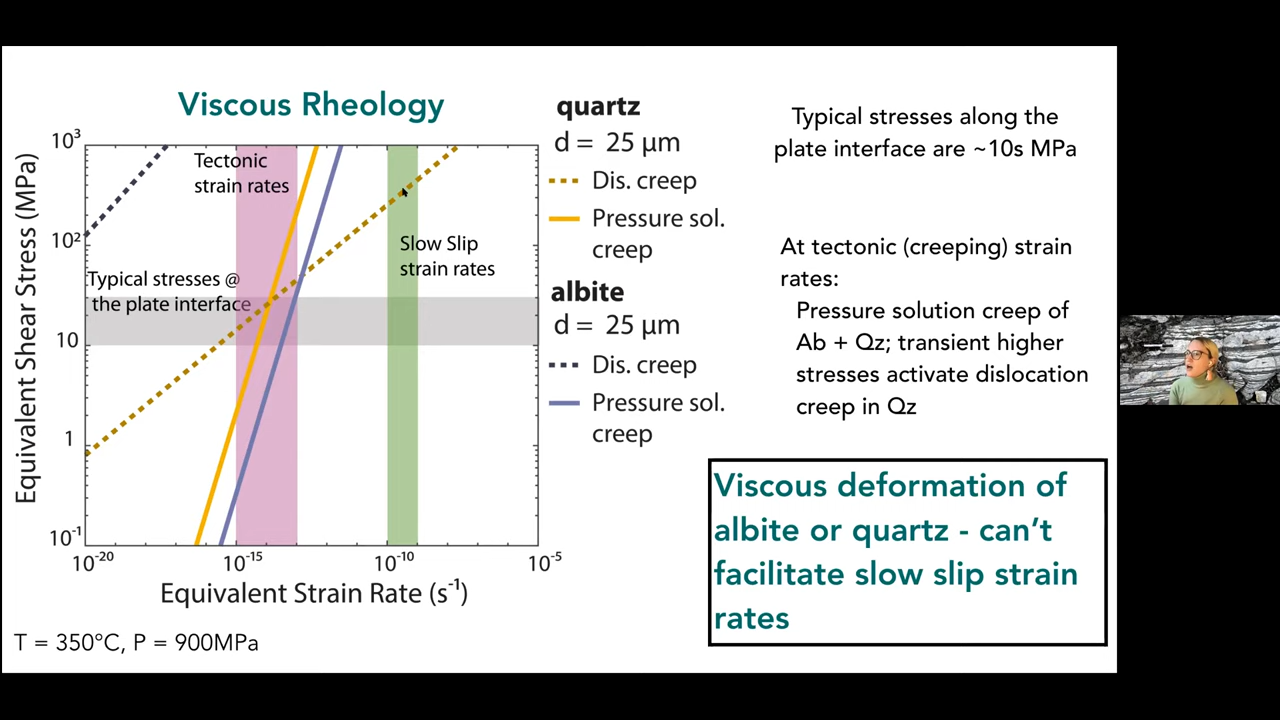 Viscous Rheology
Equivalent Shear Stress (MPa)
10³
10²
10
1
10⁻¹
Tectonic
strain rates
Typical stresses @
the plate interface
Slow Slip
strain rates
10⁻²⁰
10⁻¹⁵
10⁻¹⁰
10⁻⁵
Equivalent Strain Rate (s⁻¹)
T = 350°C, P = 900MPa
quartz
d = 25 μm
Dis. creep
Pressure sol.
creep
albite
d = 25 μm
Dis. creep
Pressure sol.
creep
Typical stresses along the
plate interface are ~10s MPa
At tectonic (creeping) strain
rates:
Pressure solution creep of
Ab + Qz; transient higher
stresses activate dislocation
creep in Qz
Viscous deformation of
albite or quartz - can’t
facilitate slow slip strain
rates